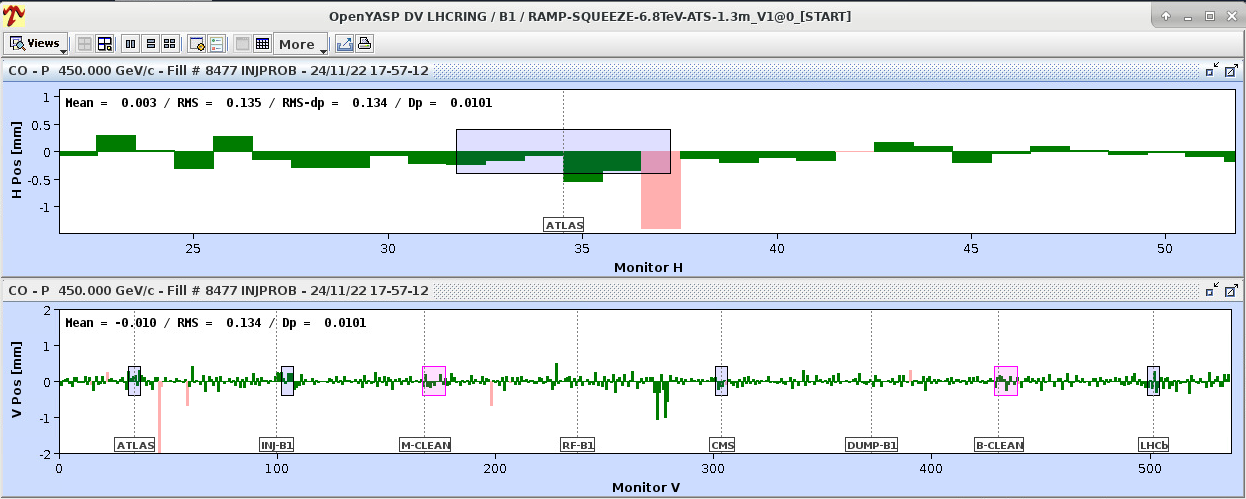 OpenYASP DV LHCRING / B1 / RAMP-SQUEEZE-6.8TeV-ATS-1.3m_V1@0_[START]
Views
More
CO - P 450.000 GeV/c - Fill # 8477 INJPROB - 24/11/22 17-57-12
Mean = 0.003 / RMS = 0.135 / RMS-dp = 0.134 / Dp = 0.0101
H Pos [mm]
1
0.5
0
-0.5
-1
ATLAS
25 30 35 40 45 50
Monitor H
CO - P 450.000 GeV/c - Fill # 8477 INJPROB - 24/11/22 17-57-12
Mean = -0.010 / RMS = 0.134 / Dp = 0.0101
V Pos [mm]
2
1
0
-1
-2
ATLAS INJ-B1 M-CLEAN RF-B1 CMS DUMP-B1 B-CLEAN LHCb
0 100 200 300 400 500
Monitor V